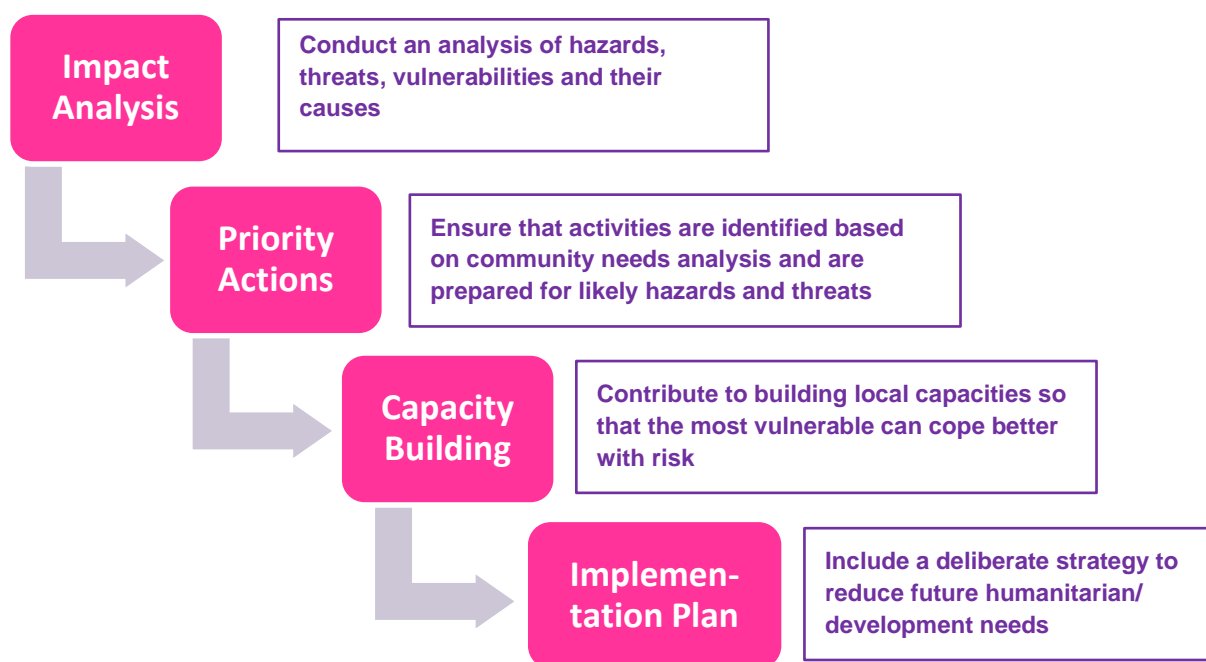 Impact
Analysis
Conduct an analysis of hazards,
threats, vulnerabilities and their
causes
Priority
Actions
Ensure that activities are identified based
on community needs analysis and are
prepared for likely hazards and threats
Capacity
Building
Contribute to building local capacities so
that the most vulnerable can cope better
with risk
Implemen-
tation Plan
Include a deliberate strategy to
reduce future humanitarian/
development needs